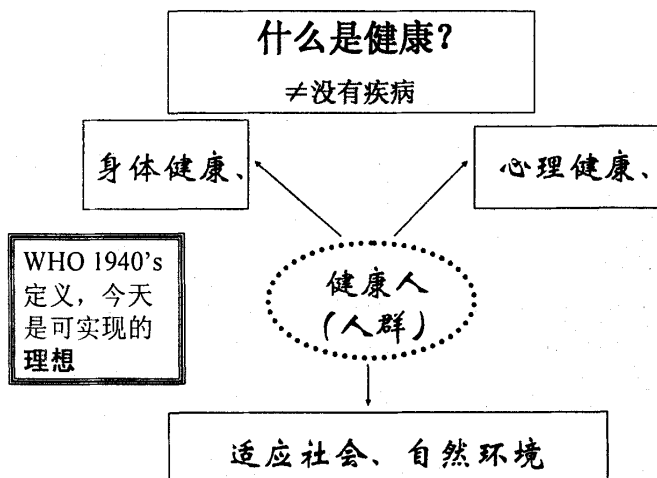 什么是健康？
≠没有疾病
身体健康、
心理健康、
WHO 1940's
定义，今天
是可实现的
理想
健康人
（人群）
适应社会、自然环境